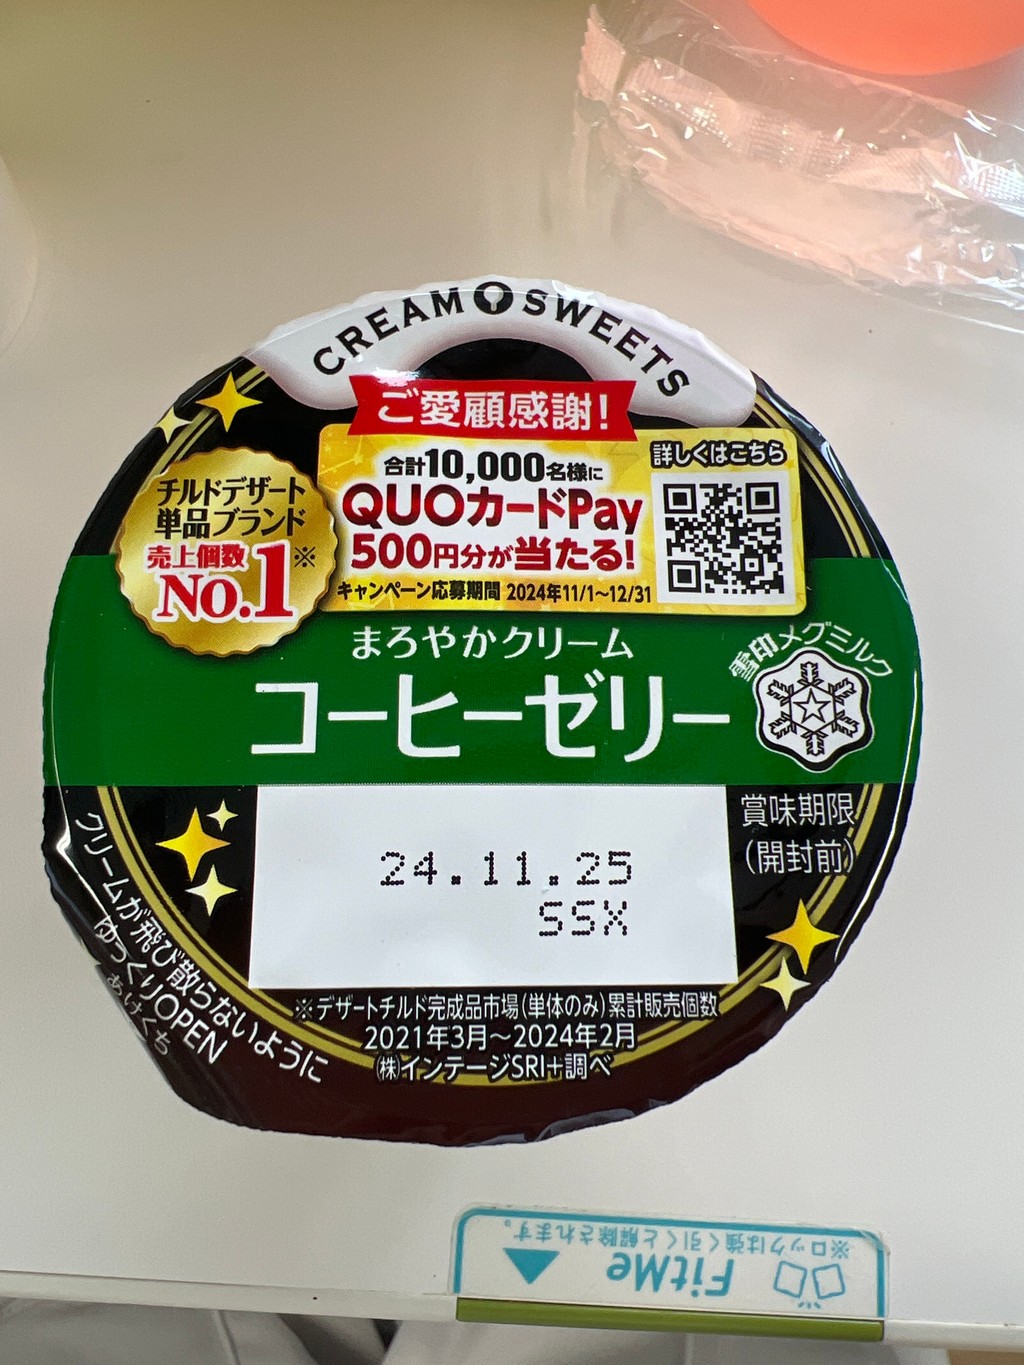 CREAM SWEETS
ご愛顧感謝!
合計10,000名様に
QUOカードPay
500円分が当たる!
キャンペーン応募期間 2024年11/1〜12/31
詳しくはこちら
チルドデザート
単品ブランド
売上個数※
No.1
まろやかクリーム
コーヒーゼリー
雪印メグミルク
賞味期限
(開封前)
24.11.25
SSX
クリームが飛び散らないように
ゆっくりOPEN
あけくち
※デザートチルド完成品市場(単体のみ)累計販売個数
2021年3月〜2024年2月
㈱インテージSRI+調べ
FitMe
※ロックは強く引くと解除されます。